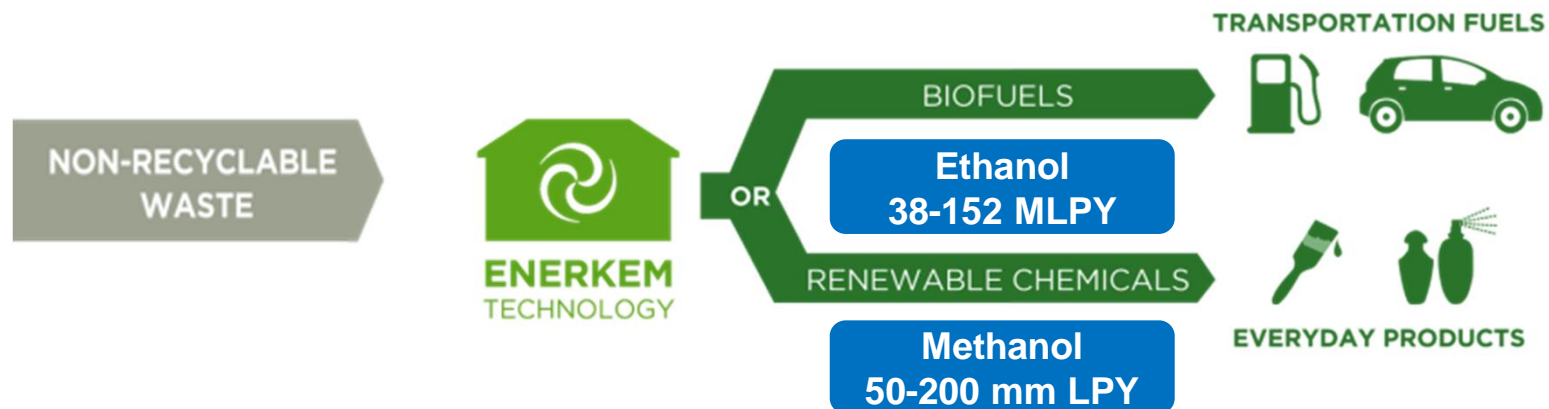 TRANSPORTATION FUELS
BIOFUELS
NON-RECYCLABLE
WASTE
Ethanol
38-152 MLPY
OR
ENERKEM
TECHNOLOGY
RENEWABLE CHEMICALS
EVERYDAY PRODUCTS
Methanol
50-200 mm LPY